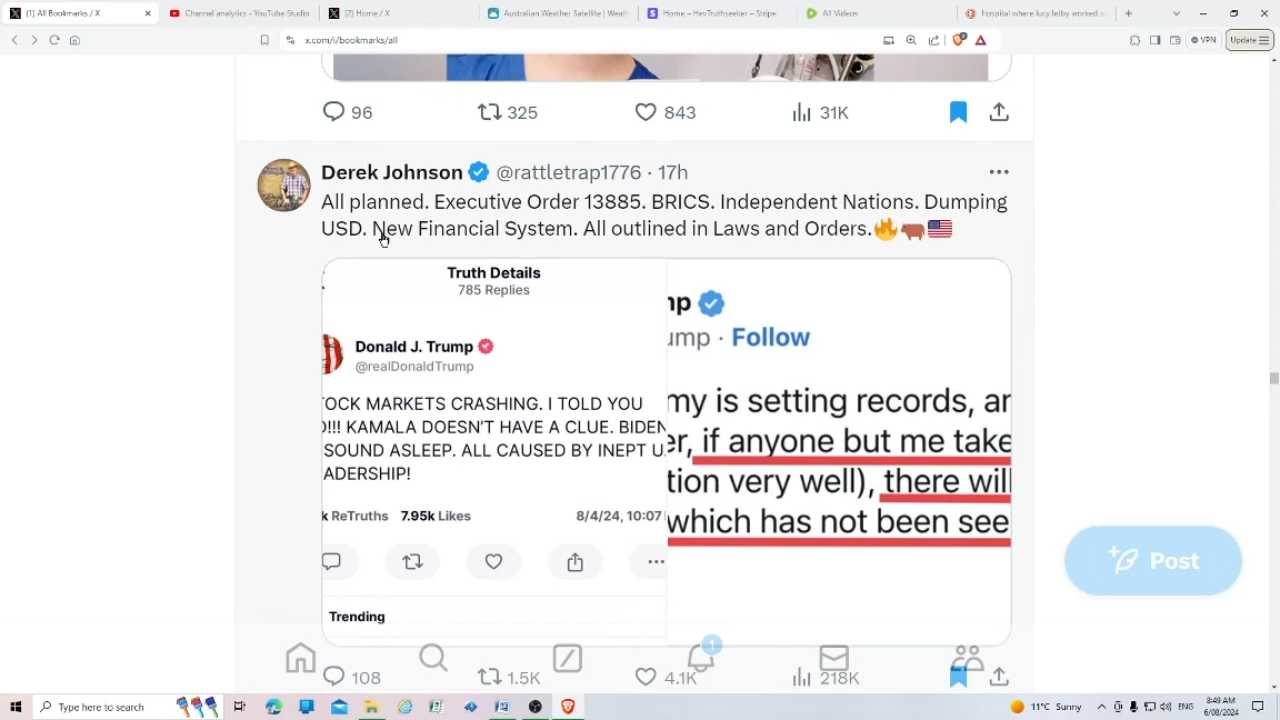 (1) All Bookmarks / X
Channel analytics - YouTube Studio
(2) Home / X
Australian Weather Satellite | Weath
Home – HevTruthseeker – Stripe
All Videos
hospital where lucy letby worked su
x.com/i/bookmarks/all
VPN
Update
96 325 843 31K
Derek Johnson @rattletrap1776 · 17h
All planned. Executive Order 13885. BRICS. Independent Nations. Dumping
USD. New Financial System. All outlined in Laws and Orders.🔥🐂🇺🇸
Truth Details
785 Replies
Donald J. Trump
@realDonaldTrump
TOCK MARKETS CRASHING. I TOLD YOU
O!!! KAMALA DOESN'T HAVE A CLUE. BIDEN
SOUND ASLEEP. ALL CAUSED BY INEPT U
ADERSHIP!
k ReTruths 7.95k Likes 8/4/24, 10:07
Trending
mp
ump · Follow
my is setting records, an
er, if anyone but me take
tion very well), there will
which has not been see
Post
1
108 1.5K 4.1K 218K
Type here to search
11°C Sunny
ENG
8:49 AM
6/08/2024